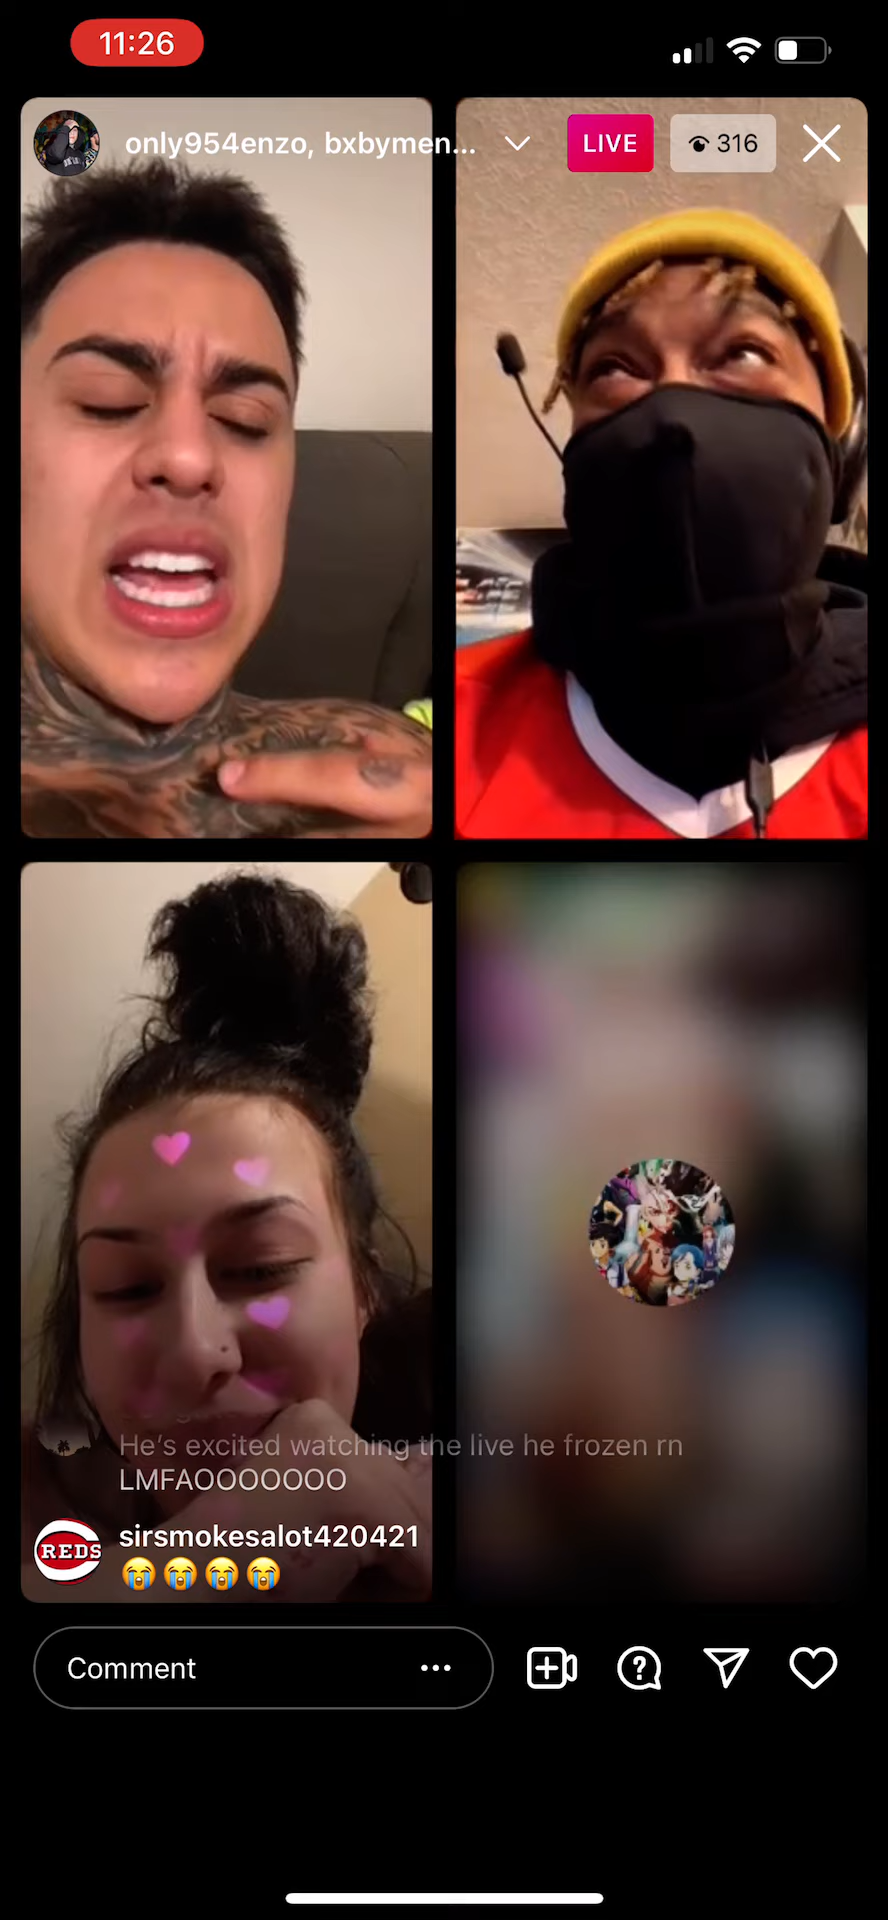 11:26
only954enzo, bxbymen...
LIVE
316
He's excited watching the live he frozen rn
LMFAOOOOOOO
REDS
sirsmokesalot420421
😭😭😭😭
Comment